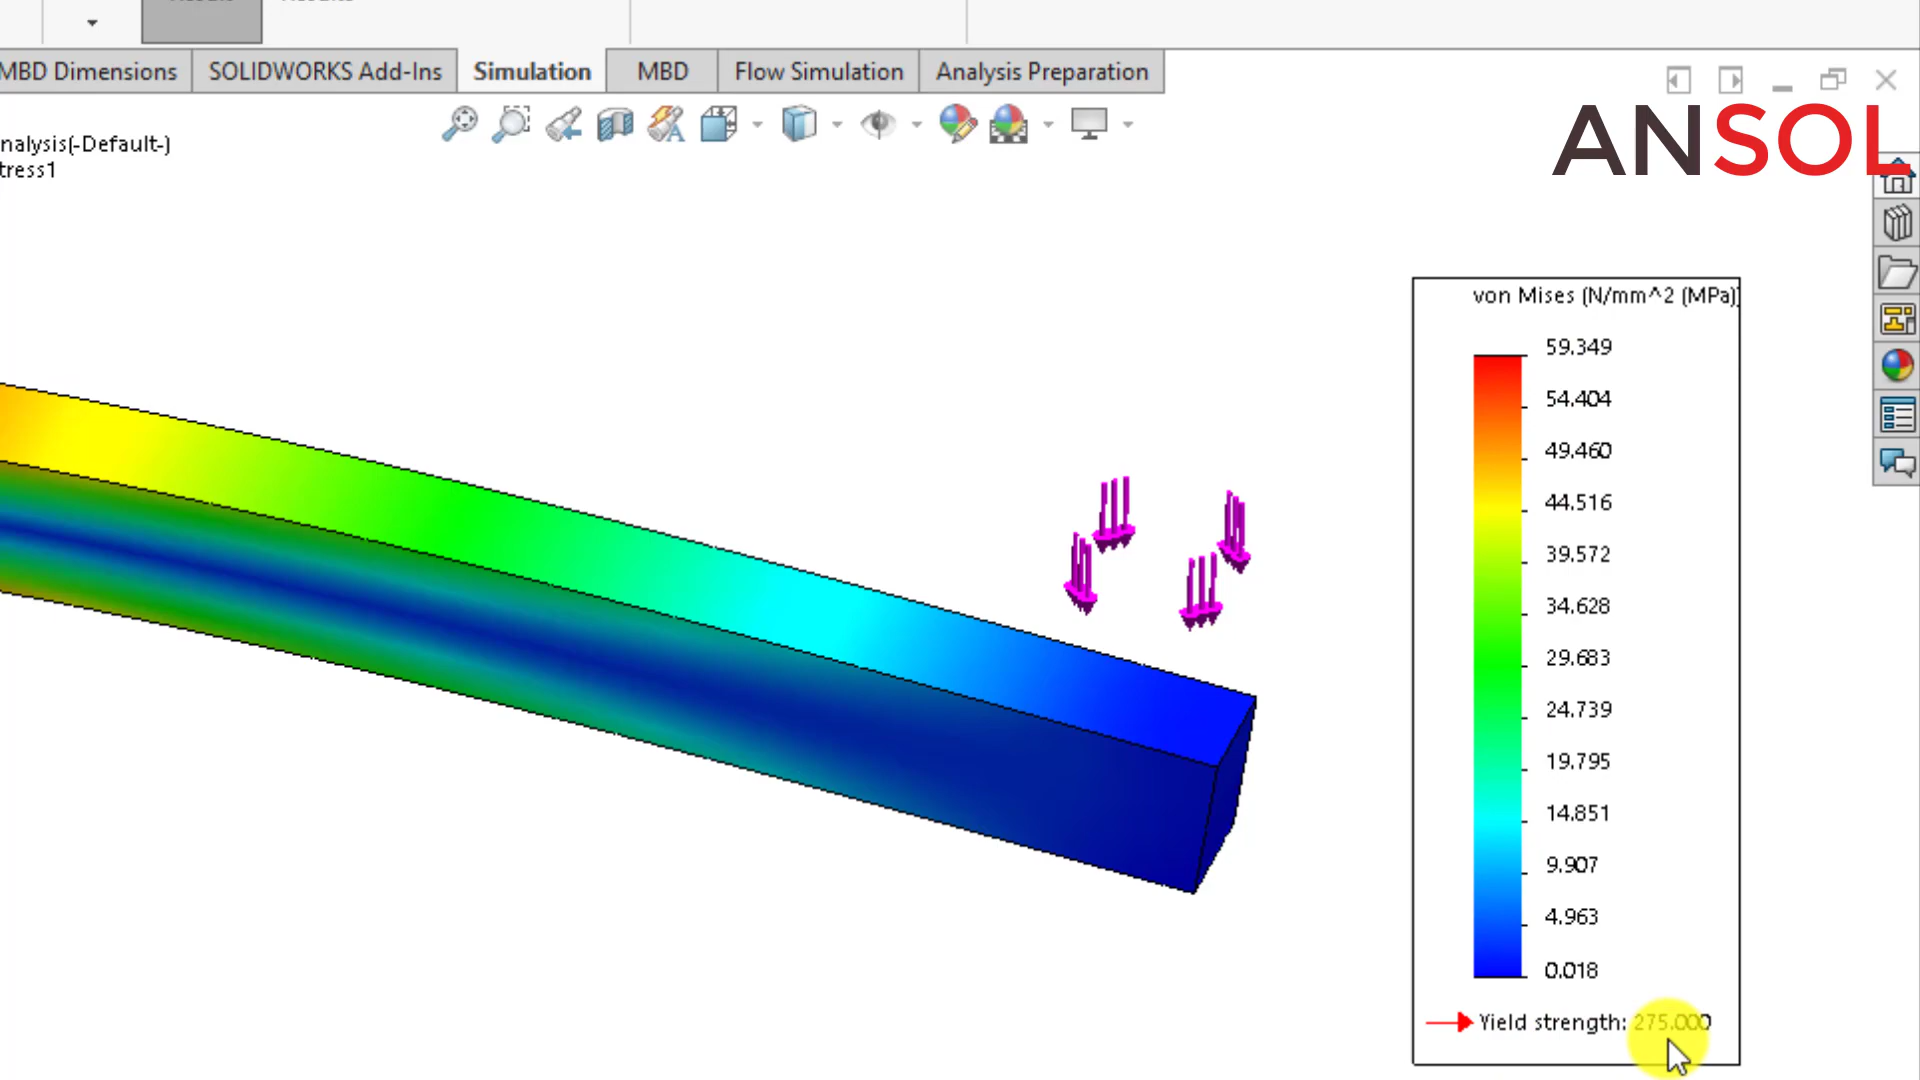 MBD Dimensions
SOLIDWORKS Add-Ins
Simulation
MBD
Flow Simulation
Analysis Preparation
nalysis(-Default-)
tress1
ANSOL
von Mises (N/mm^2 (MPa))
59.349
54.404
49.460
44.516
39.572
34.628
29.683
24.739
19.795
14.851
9.907
4.963
0.018
Yield strength: 275.000